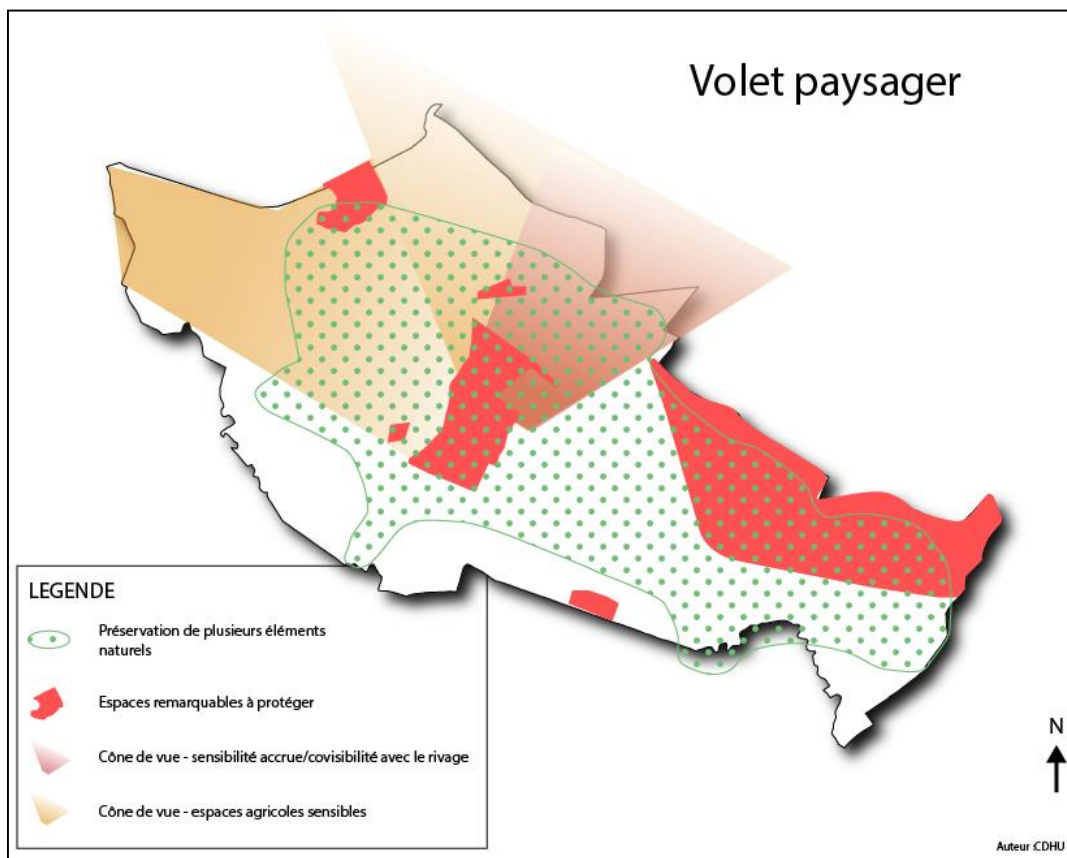 Volet paysager
LEGENDE
Préservation de plusieurs éléments
naturels
Espaces remarquables à protéger
Cône de vue - sensibilité accrue/covisibilité avec le rivage
Cône de vue - espaces agricoles sensibles
N
Auteur :CDHU